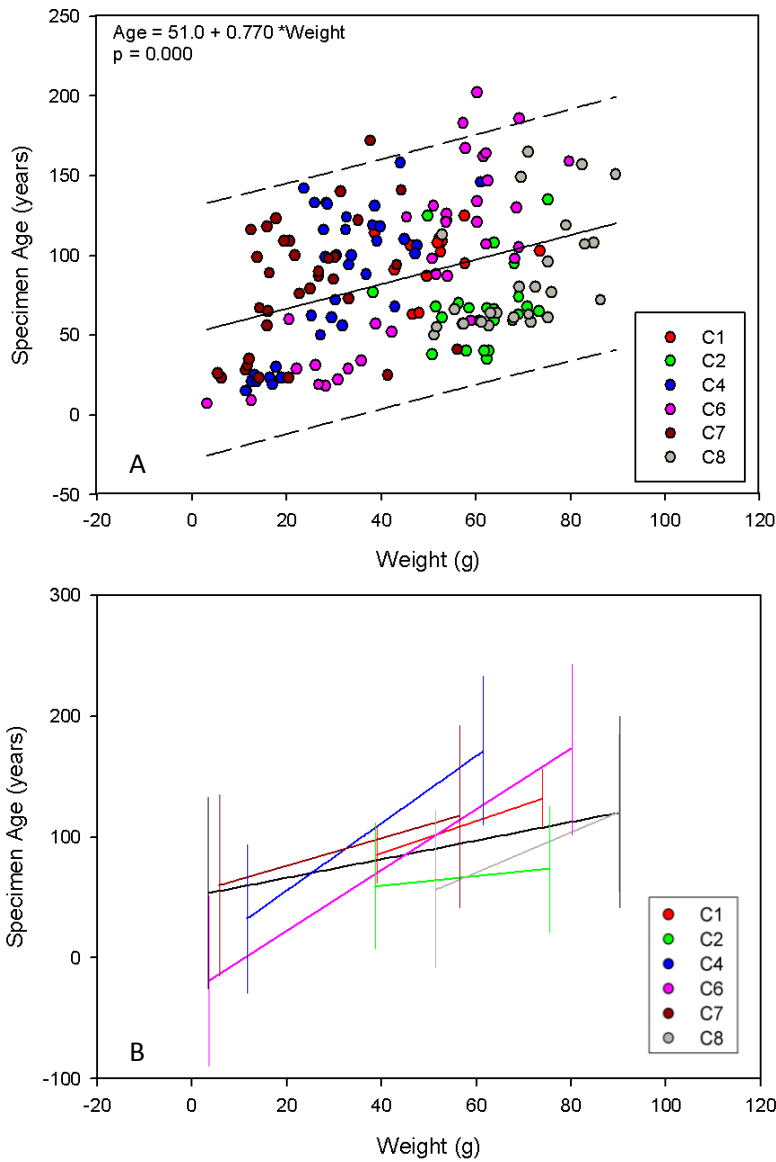 Age = 51.0 + 0.770 *Weight
p = 0.000
250
200
150
100
50
0
-50
Specimen Age (years)
A
C1
C2
C4
C6
C7
C8
-20 0 20 40 60 80 100 120
Weight (g)
300
200
100
0
-100
Specimen Age (years)
B
C1
C2
C4
C6
C7
C8
-20 0 20 40 60 80 100 120
Weight (g)